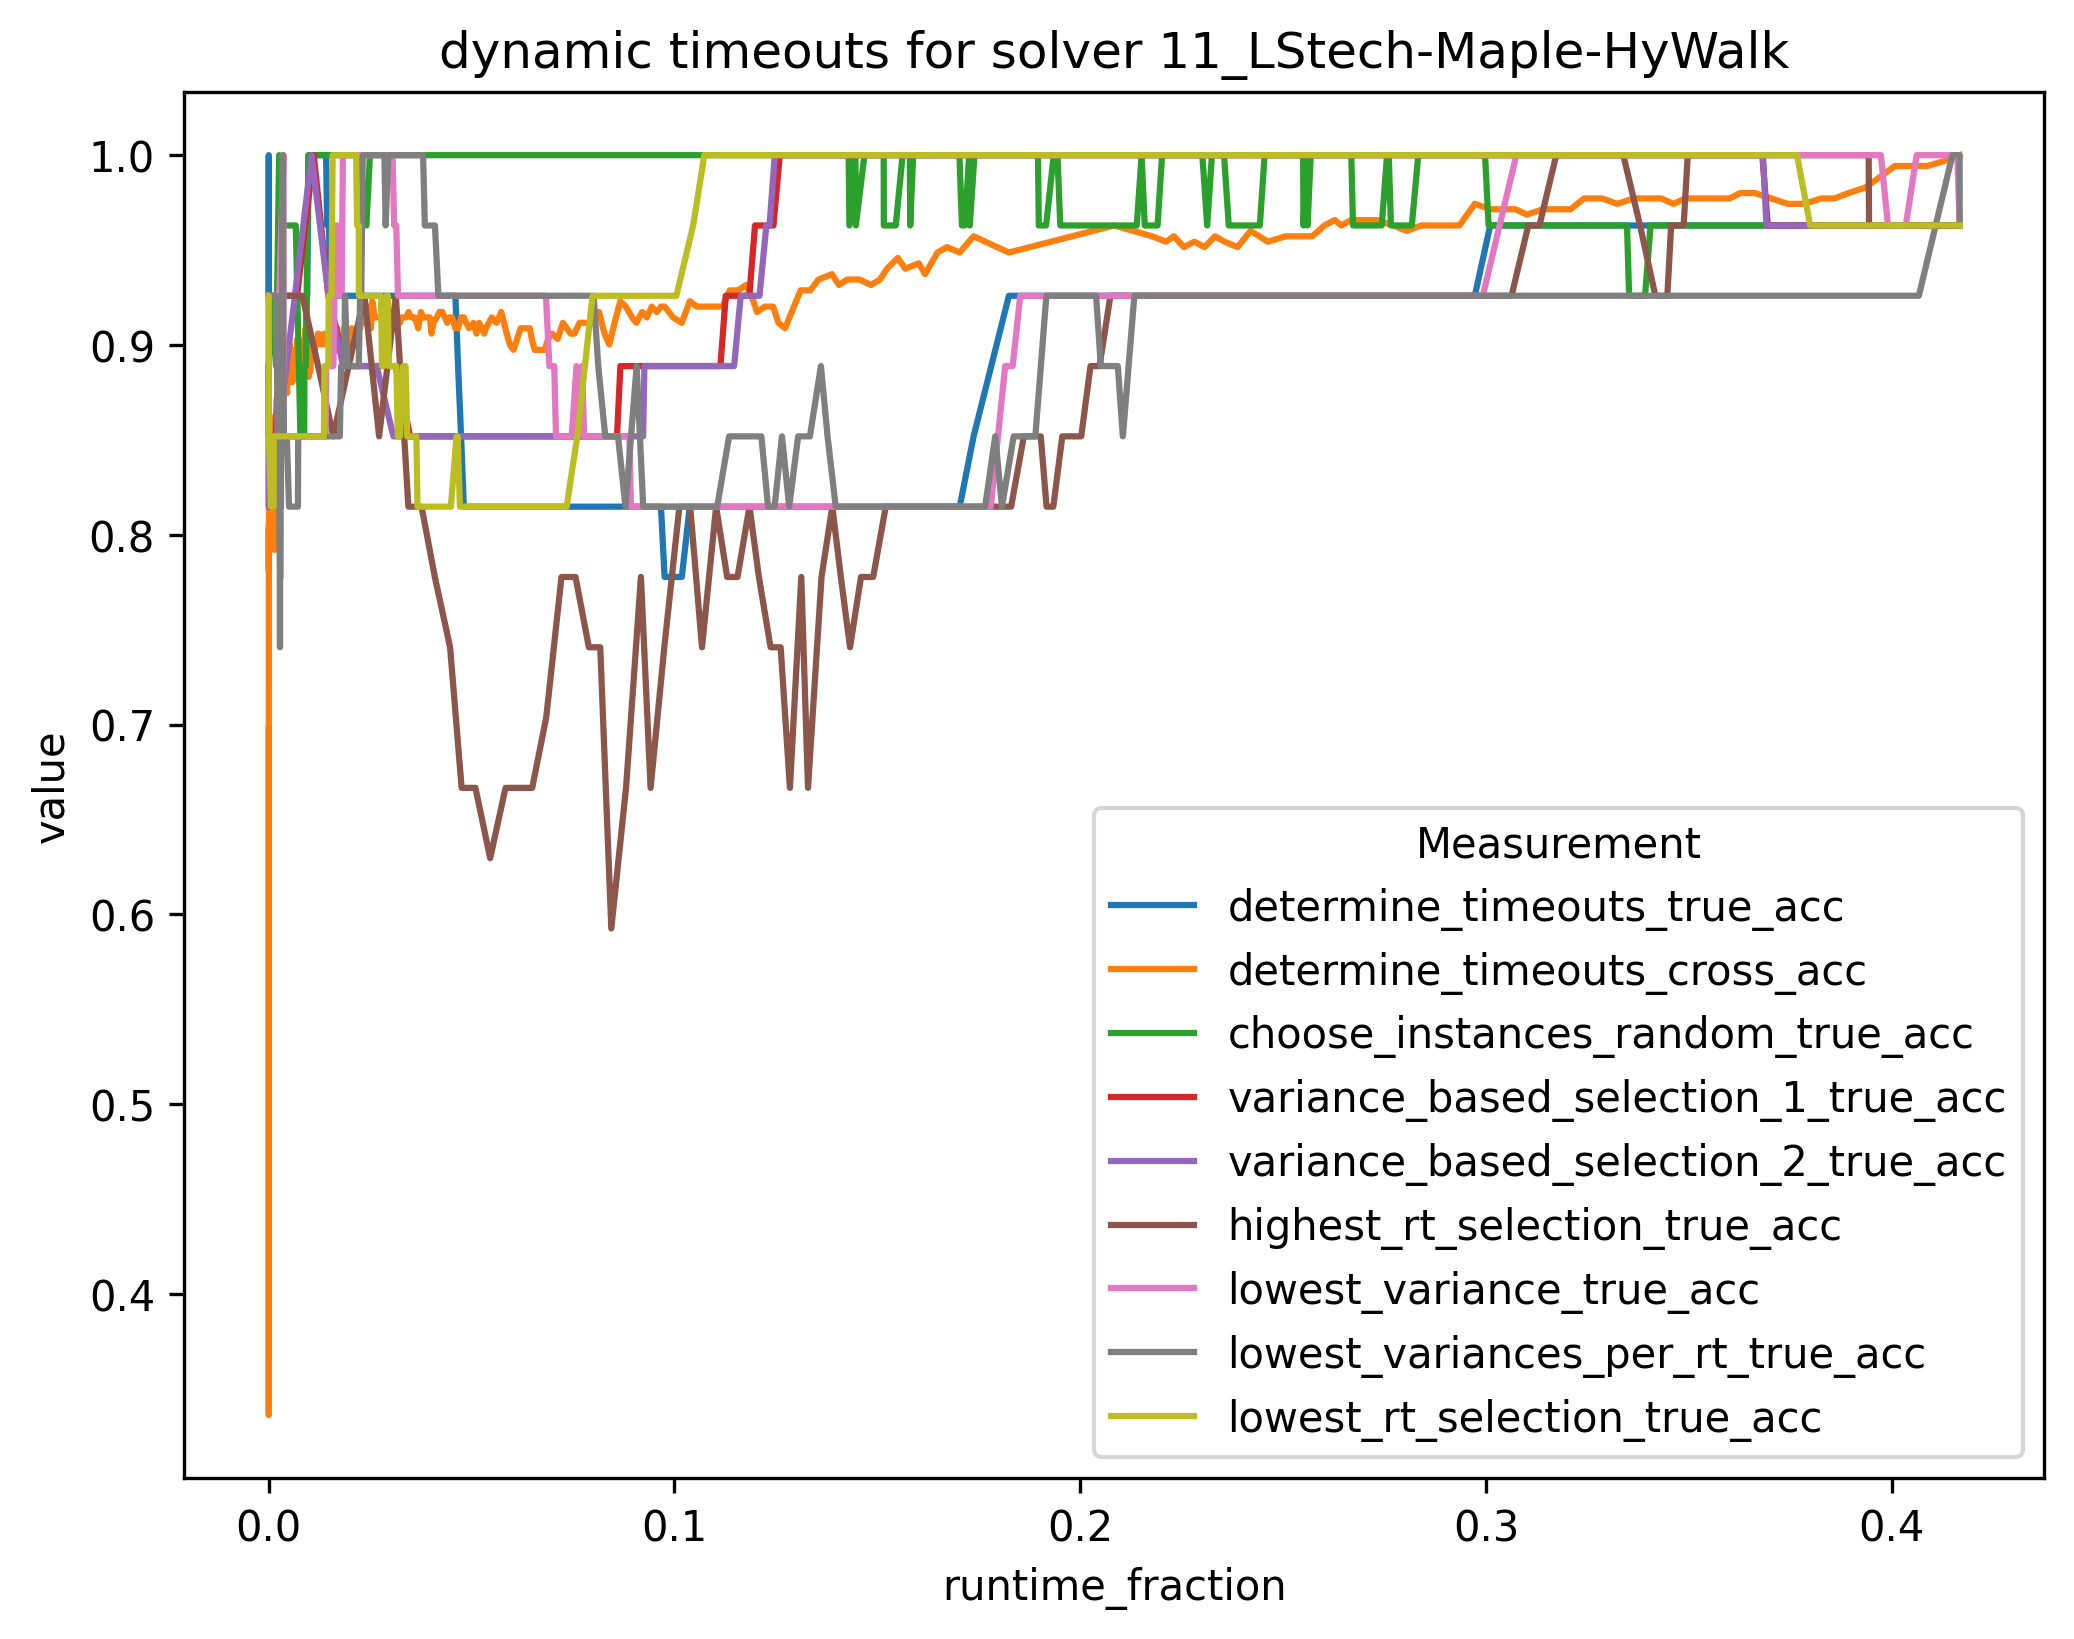 dynamic timeouts for solver 11_LStech-Maple-HyWalk
1.0
0.9
0.8
0.7
0.6
0.5
0.4
value
Measurement
determine_timeouts_true_acc
determine_timeouts_cross_acc
choose_instances_random_true_acc
variance_based_selection_1_true_acc
variance_based_selection_2_true_acc
highest_rt_selection_true_acc
lowest_variance_true_acc
lowest_variances_per_rt_true_acc
lowest_rt_selection_true_acc
0.0 0.1 0.2 0.3 0.4
runtime_fraction